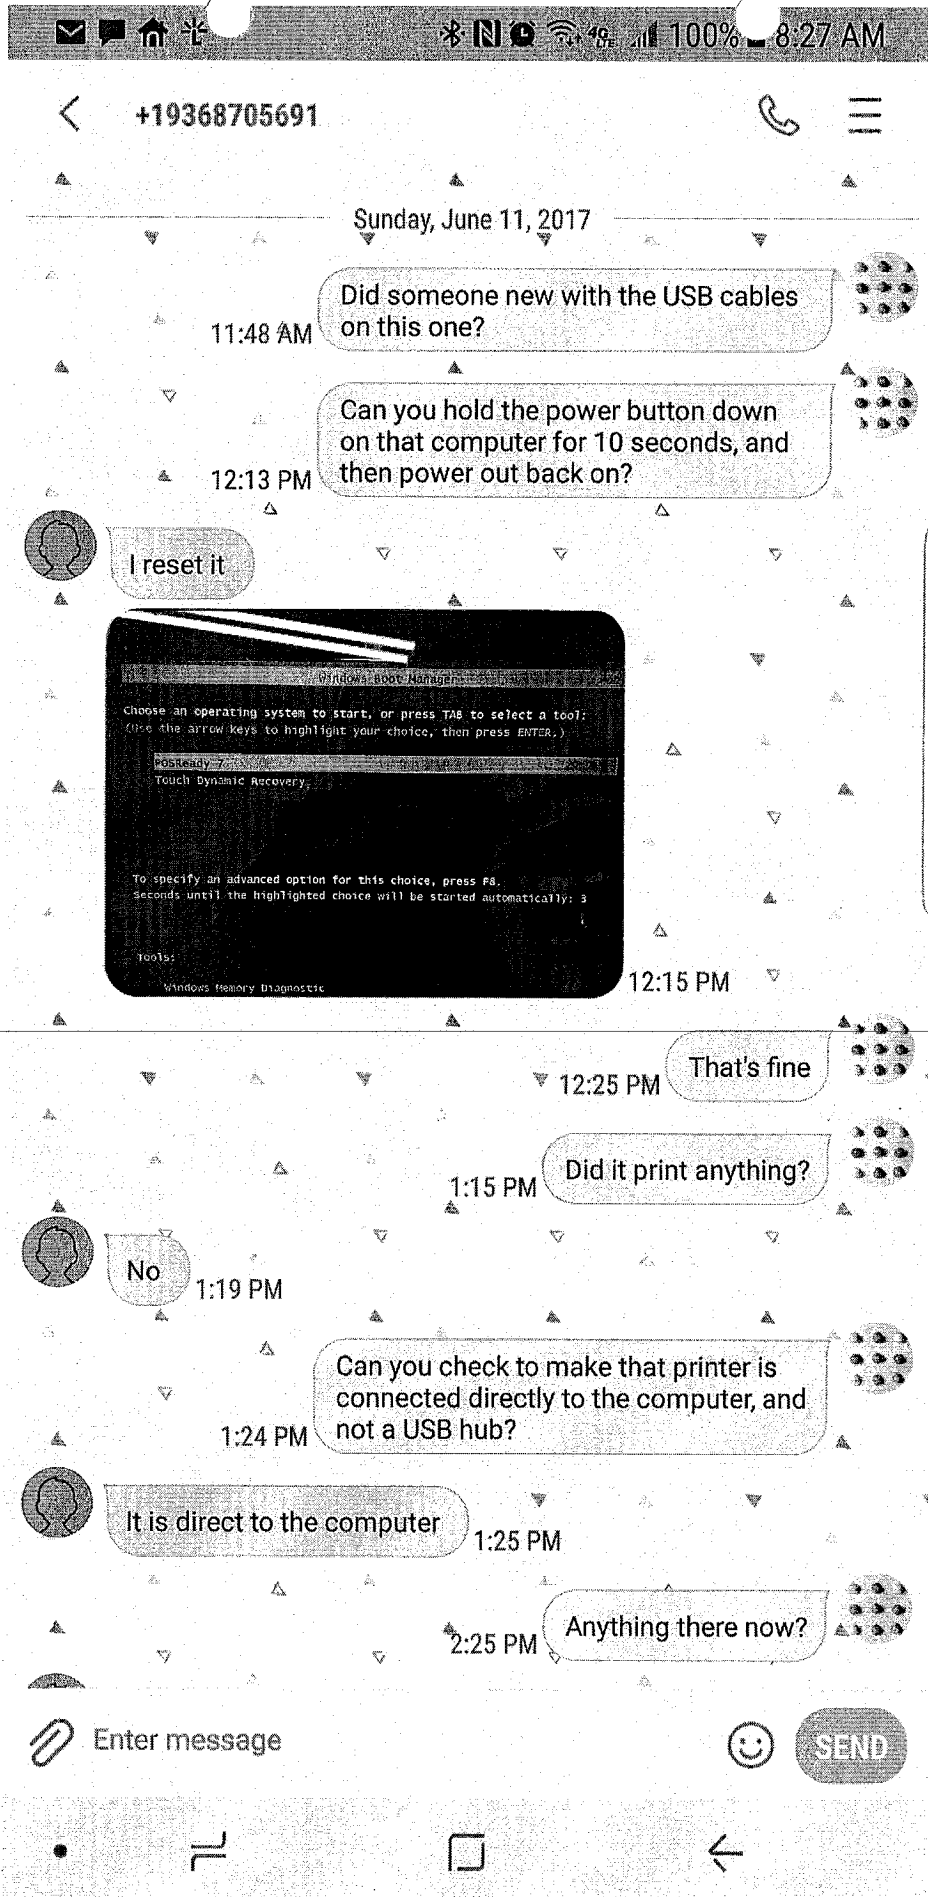 4G
LTE
100%
8:27 AM
+19368705691
Sunday, June 11, 2017
Did someone new with the USB cables
on this one?
11:48 AM
Can you hold the power button down
on that computer for 10 seconds, and
then power out back on?
12:13 PM
I reset it
Windows Boot Manager
Choose an operating system to start, or press TAB to select a tool:
(Use the arrow keys to highlight your choice, then press ENTER.)
POSReady 7
Touch Dynamic Recovery
To specify an advanced option for this choice, press F8.
Seconds until the highlighted choice will be started automatically: 3
Tools:
Windows Memory Diagnostic
12:15 PM
That's fine
12:25 PM
Did it print anything?
1:15 PM
No
1:19 PM
Can you check to make that printer is
connected directly to the computer, and
not a USB hub?
1:24 PM
It is direct to the computer
1:25 PM
Anything there now?
2:25 PM
Enter message
SEND